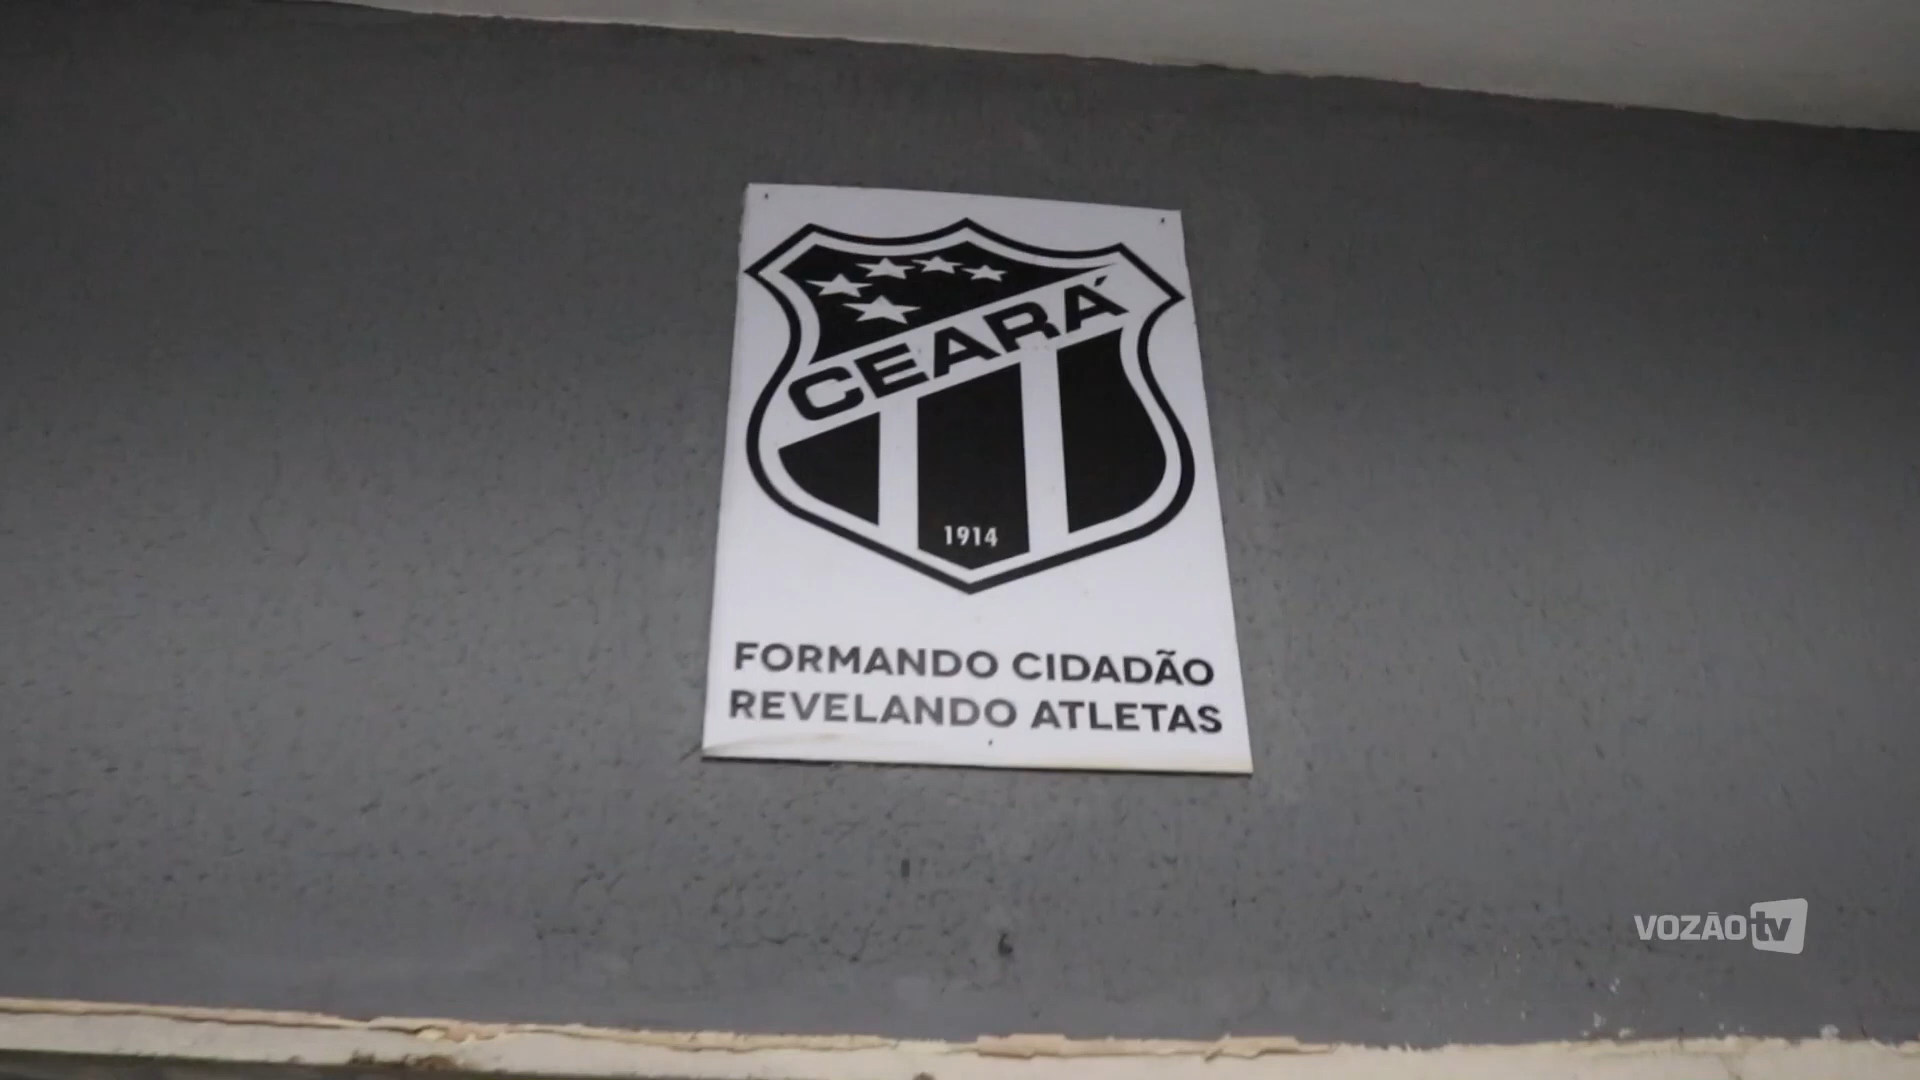 CEARÁ
1914
FORMANDO CIDADÃO
REVELANDO ATLETAS
VOZÃO tv